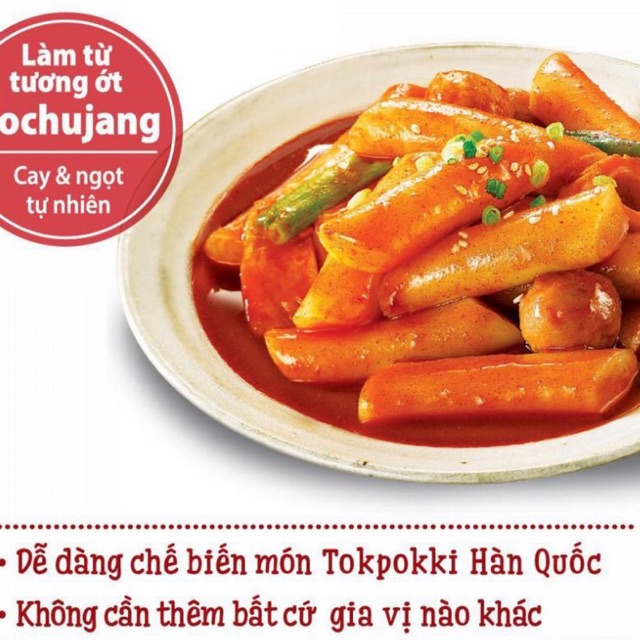 Làm từ
tương ớt
ochujang
Cay & ngọt
tự nhiên
• Dễ dàng chế biến món Tokpokki Hàn Quốc
• Không cần thêm bất cứ gia vị nào khác